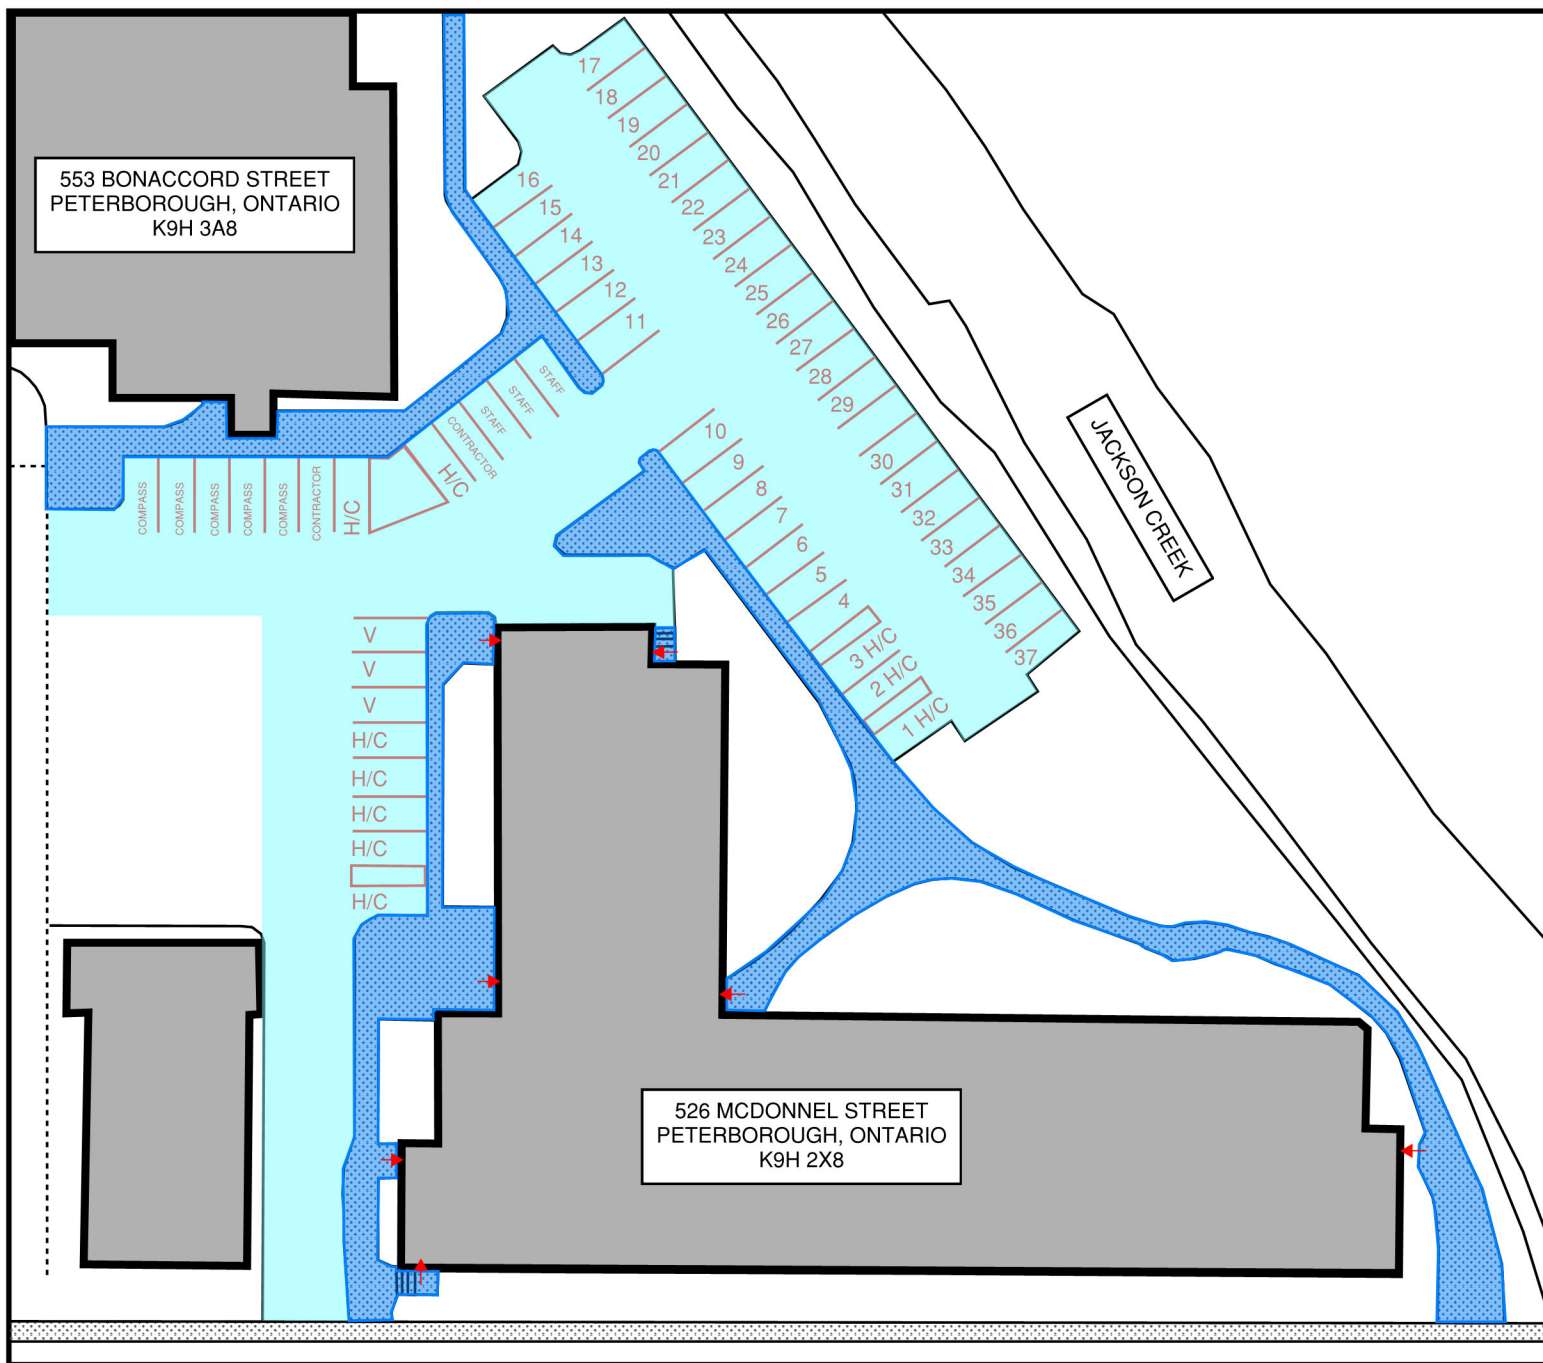 553 BONACCORD STREET
PETERBOROUGH, ONTARIO
K9H 3A8
17
18
19
20
21
22
23
24
25
26
27
28
29
30
31
32
33
34
35
36
37
16
15
14
13
12
11
STAFF
STAFF
STAFF
CONTRACTOR
H/C
COMPASS
COMPASS
COMPASS
COMPASS
COMPASS
CONTRACTOR
H/C
10
9
8
7
6
5
4
3 H/C
2 H/C
1 H/C
JACKSON CREEK
V
V
V
H/C
H/C
H/C
H/C
H/C
526 MCDONNEL STREET
PETERBOROUGH, ONTARIO
K9H 2X8